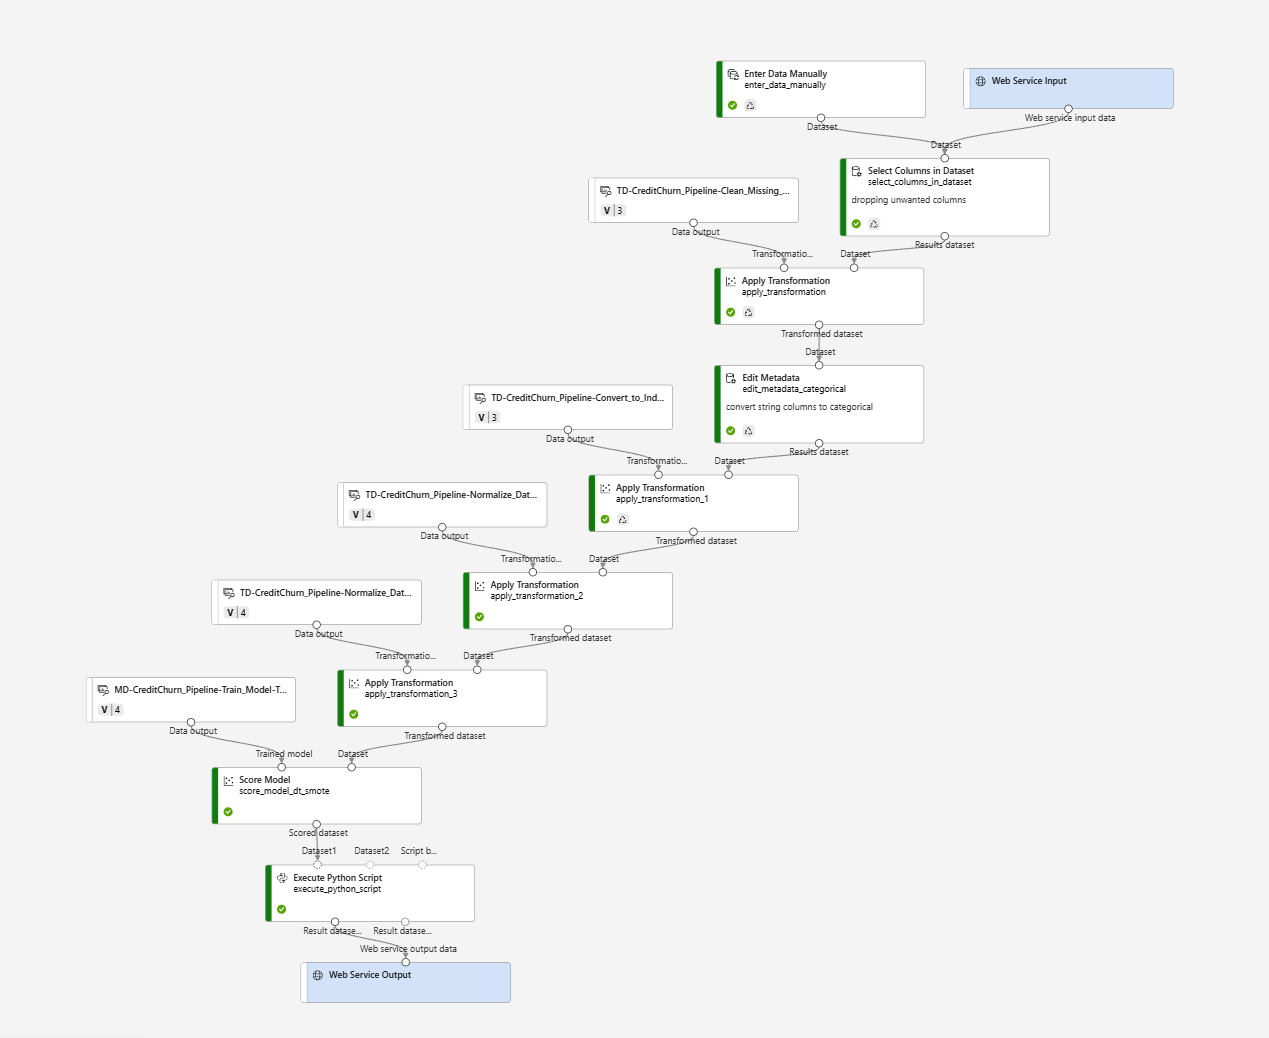 Enter Data Manually
enter_data_manually
Dataset
Web Service Input
Web service input data
Dataset
Select Columns in Dataset
select_columns_in_dataset
dropping unwanted columns
Results dataset
TD-CreditChurn_Pipeline-Clean_Missing_...
V 3
Data output
Transformatio...
Dataset
Apply Transformation
apply_transformation
Transformed dataset
Dataset
Edit Metadata
edit_metadata_categorical
convert string columns to categorical
Results dataset
TD-CreditChurn_Pipeline-Convert_to_Ind...
V 3
Data output
Transformatio...
Dataset
Apply Transformation
apply_transformation_1
Transformed dataset
TD-CreditChurn_Pipeline-Normalize_Dat...
V 4
Data output
Transformatio...
Dataset
Apply Transformation
apply_transformation_2
Transformed dataset
TD-CreditChurn_Pipeline-Normalize_Dat...
V 4
Data output
Transformatio...
Dataset
Apply Transformation
apply_transformation_3
Transformed dataset
MD-CreditChurn_Pipeline-Train_Model-T...
V 4
Data output
Trained model
Dataset
Score Model
score_model_dt_smote
Scored dataset
Dataset1
Dataset2
Script b...
Execute Python Script
execute_python_script
Result datase...
Result datase...
Web service output data
Web Service Output